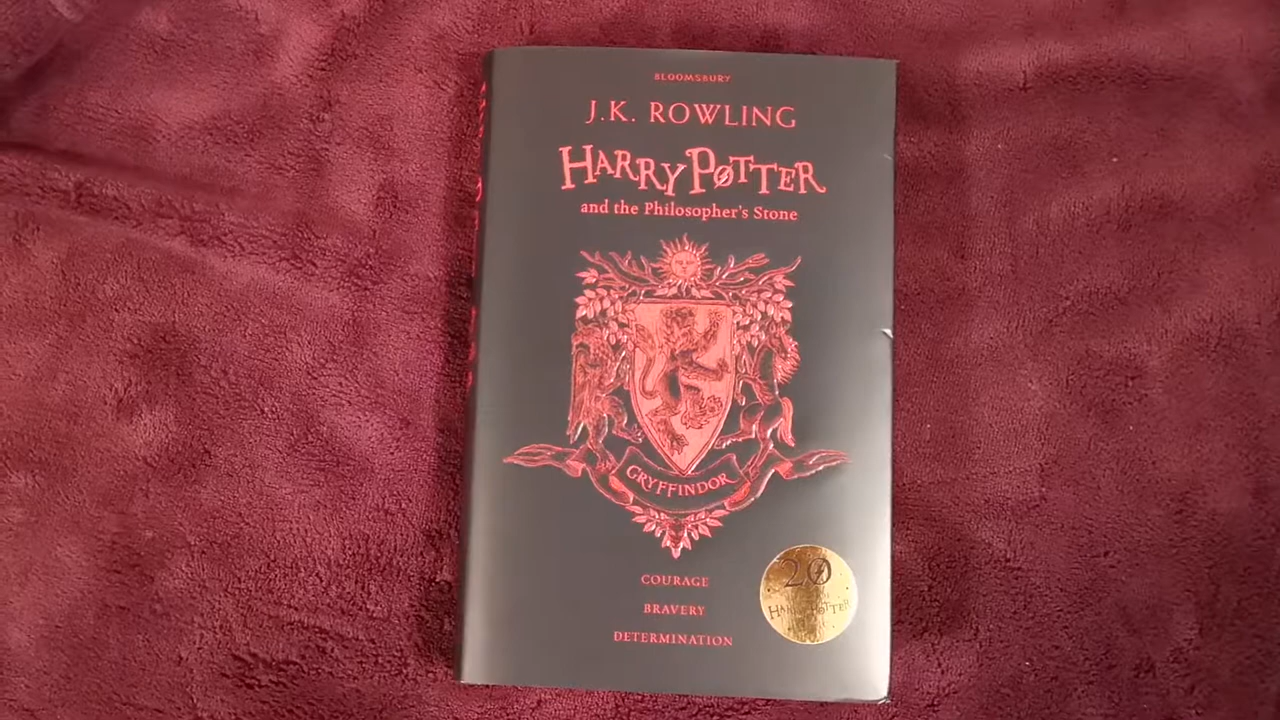 BLOOMSBURY
J.K. ROWLING
HARRY POTTER
and the Philosopher's Stone
GRYFFINDOR
COURAGE
BRAVERY
DETERMINATION
20
HARRY POTTER